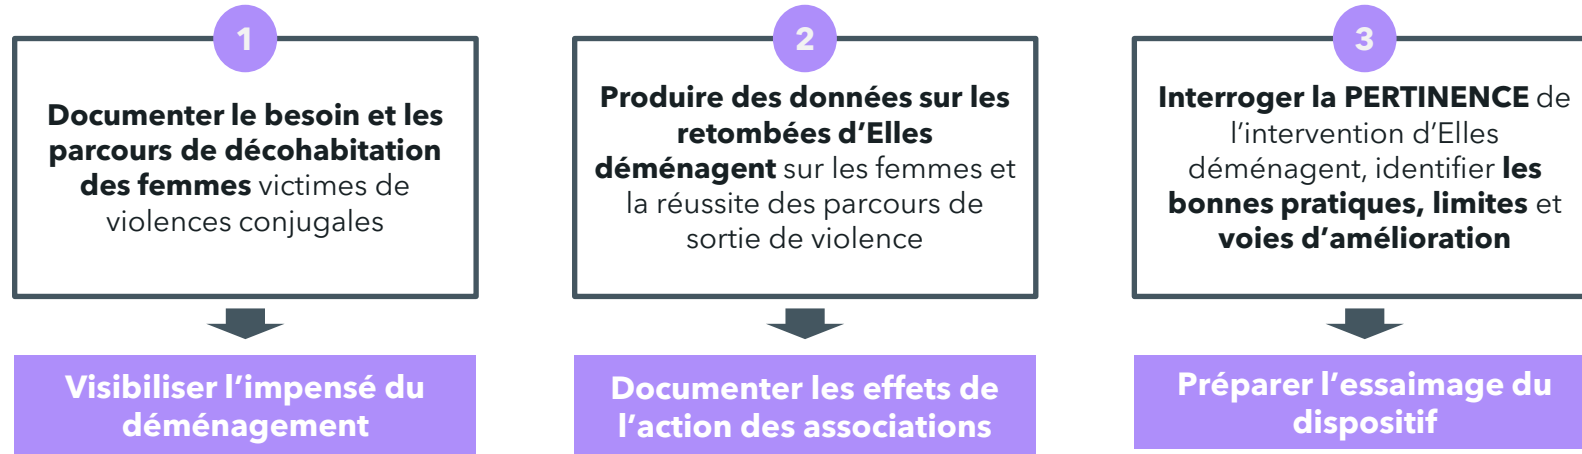 1
Documenter le besoin et les
parcours de décohabitation
des femmes victimes de
violences conjugales
Visibiliser l’impensé du
déménagement
2
Produire des données sur les
retombées d’Elles
déménagent sur les femmes et
la réussite des parcours de
sortie de violence
Documenter les effets de
l’action des associations
3
Interroger la PERTINENCE de
l’intervention d’Elles
déménagent, identifier les
bonnes pratiques, limites et
voies d’amélioration
Préparer l’essaimage du
dispositif